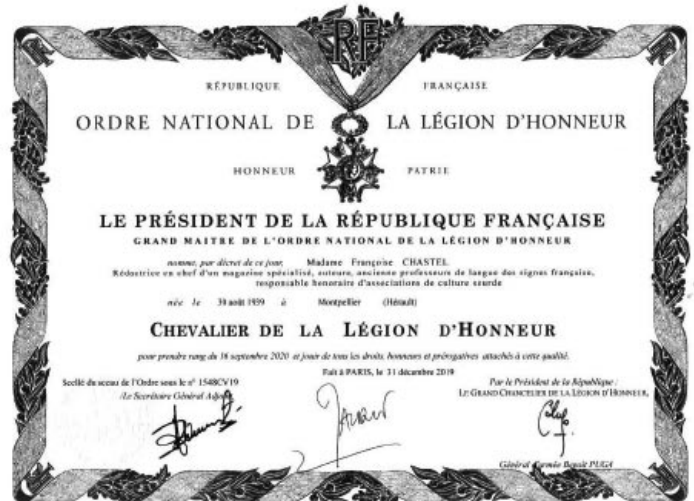 RF
RÉPUBLIQUE FRANÇAISE
ORDRE NATIONAL DE LA LÉGION D'HONNEUR
HONNEUR PATRIE
LE PRÉSIDENT DE LA RÉPUBLIQUE FRANÇAISE
GRAND MAITRE DE L'ORDRE NATIONAL DE LA LÉGION D'HONNEUR
nomme, par décret de ce jour, Madame Françoise CHASTEL
Rédactrice en chef d'un magazine spécialisé, auteure, ancienne professeure de langue des signes française,
responsable honoraire d'associations de culture sourde
née le 30 août 1939 à Montpellier (Hérault)
CHEVALIER DE LA LÉGION D'HONNEUR
pour prendre rang du 16 septembre 2020 et jouir de tous les droits, honneurs et prérogatives attachés à cette qualité.
Fait à PARIS, le 31 décembre 2019
Scellé du sceau de l'Ordre sous le n° 1548CV19
Le Secrétaire Général
Par le Président de la République :
LE GRAND CHANCELIER DE LA LÉGION D'HONNEUR,
Général Benoît PUGA